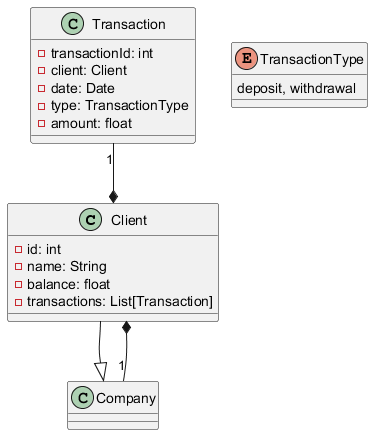 C Transaction
transactionId: int
client: Client
date: Date
type: TransactionType
amount: float
E TransactionType
deposit, withdrawal
1
C Client
id: int
name: String
balance: float
transactions: List[Transaction]
1
C Company